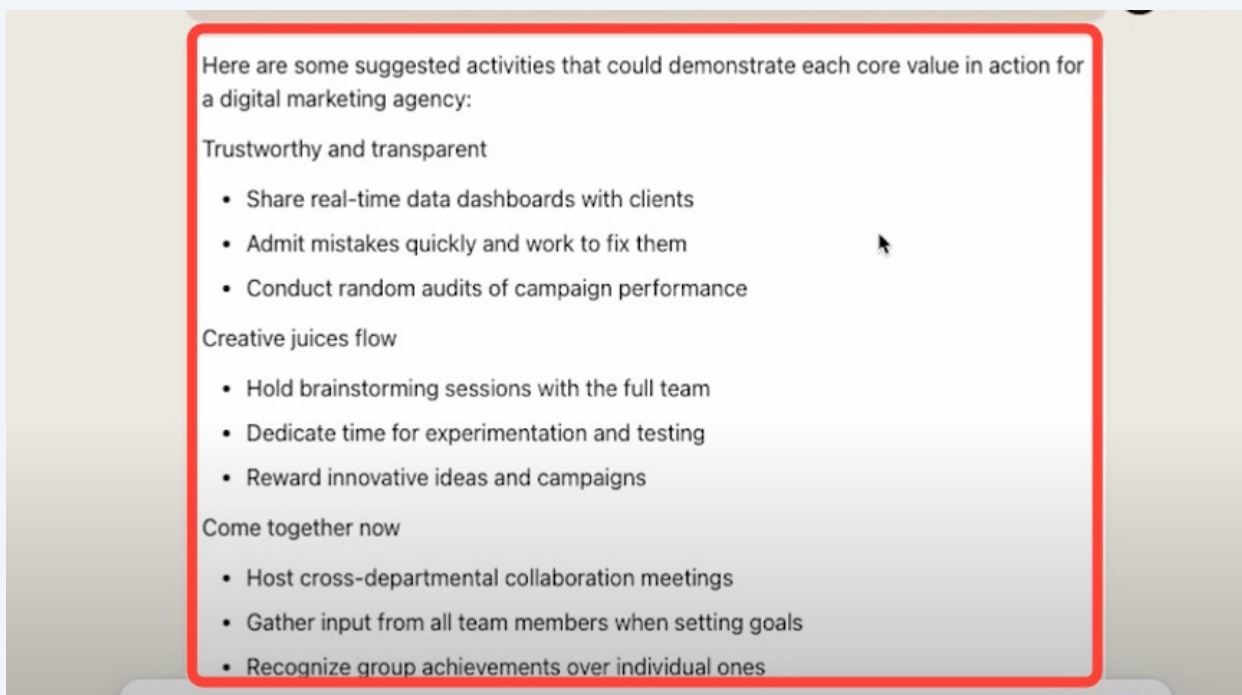 Here are some suggested activities that could demonstrate each core value in action for
a digital marketing agency:
Trustworthy and transparent
• Share real-time data dashboards with clients
• Admit mistakes quickly and work to fix them
• Conduct random audits of campaign performance
Creative juices flow
• Hold brainstorming sessions with the full team
• Dedicate time for experimentation and testing
• Reward innovative ideas and campaigns
Come together now
• Host cross-departmental collaboration meetings
• Gather input from all team members when setting goals
• Recognize group achievements over individual ones